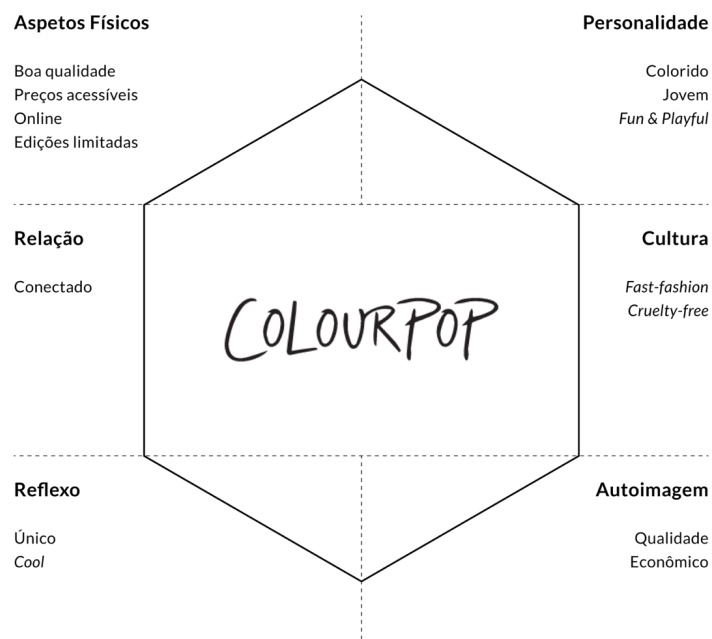 Aspetos Físicos
Boa qualidade
Preços acessíveis
Online
Edições limitadas
Personalidade
Colorido
Jovem
Fun & Playful
Relação
Conectado
COLOURPOP
Cultura
Fast-fashion
Cruelty-free
Reflexo
Único
Cool
Autoimagem
Qualidade
Econômico